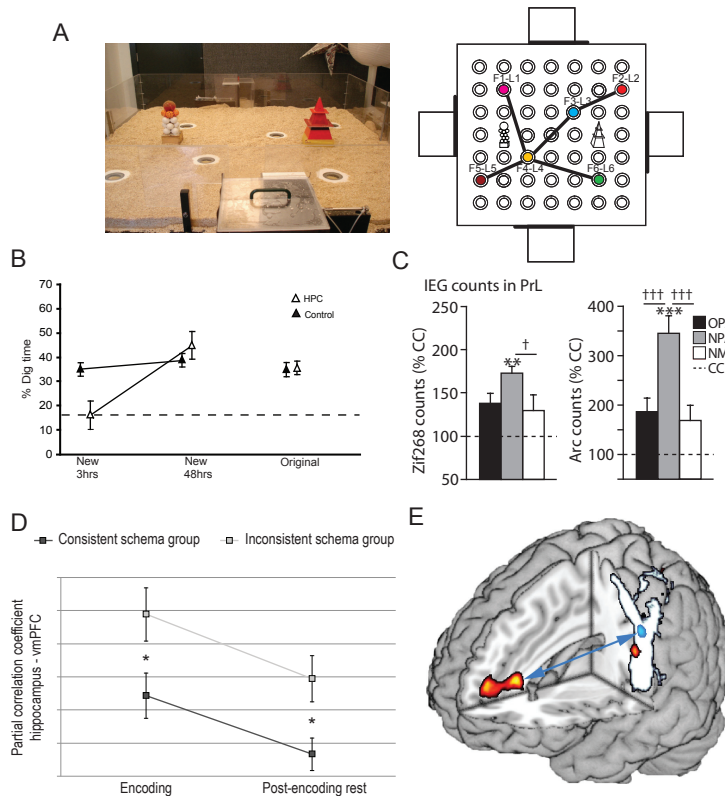 A
F1-L1
F2-L2
F3-L3
F4-L4
F5-L5
F6-L6
B
% Dig time
70
60
50
40
30
20
10
0
HPC
Control
New
3hrs
New
48hrs
Original
C
IEG counts in PrL
Zif268 counts (% CC)
250
200
150
100
50
**
†
Arc counts (% CC)
400
300
200
100
††† †††
***
OP
NP
NM
CC
D
Consistent schema group
Inconsistent schema group
Partial correlation coefficient
hippocampus - vmPFC
*
*
Encoding
Post-encoding rest
E